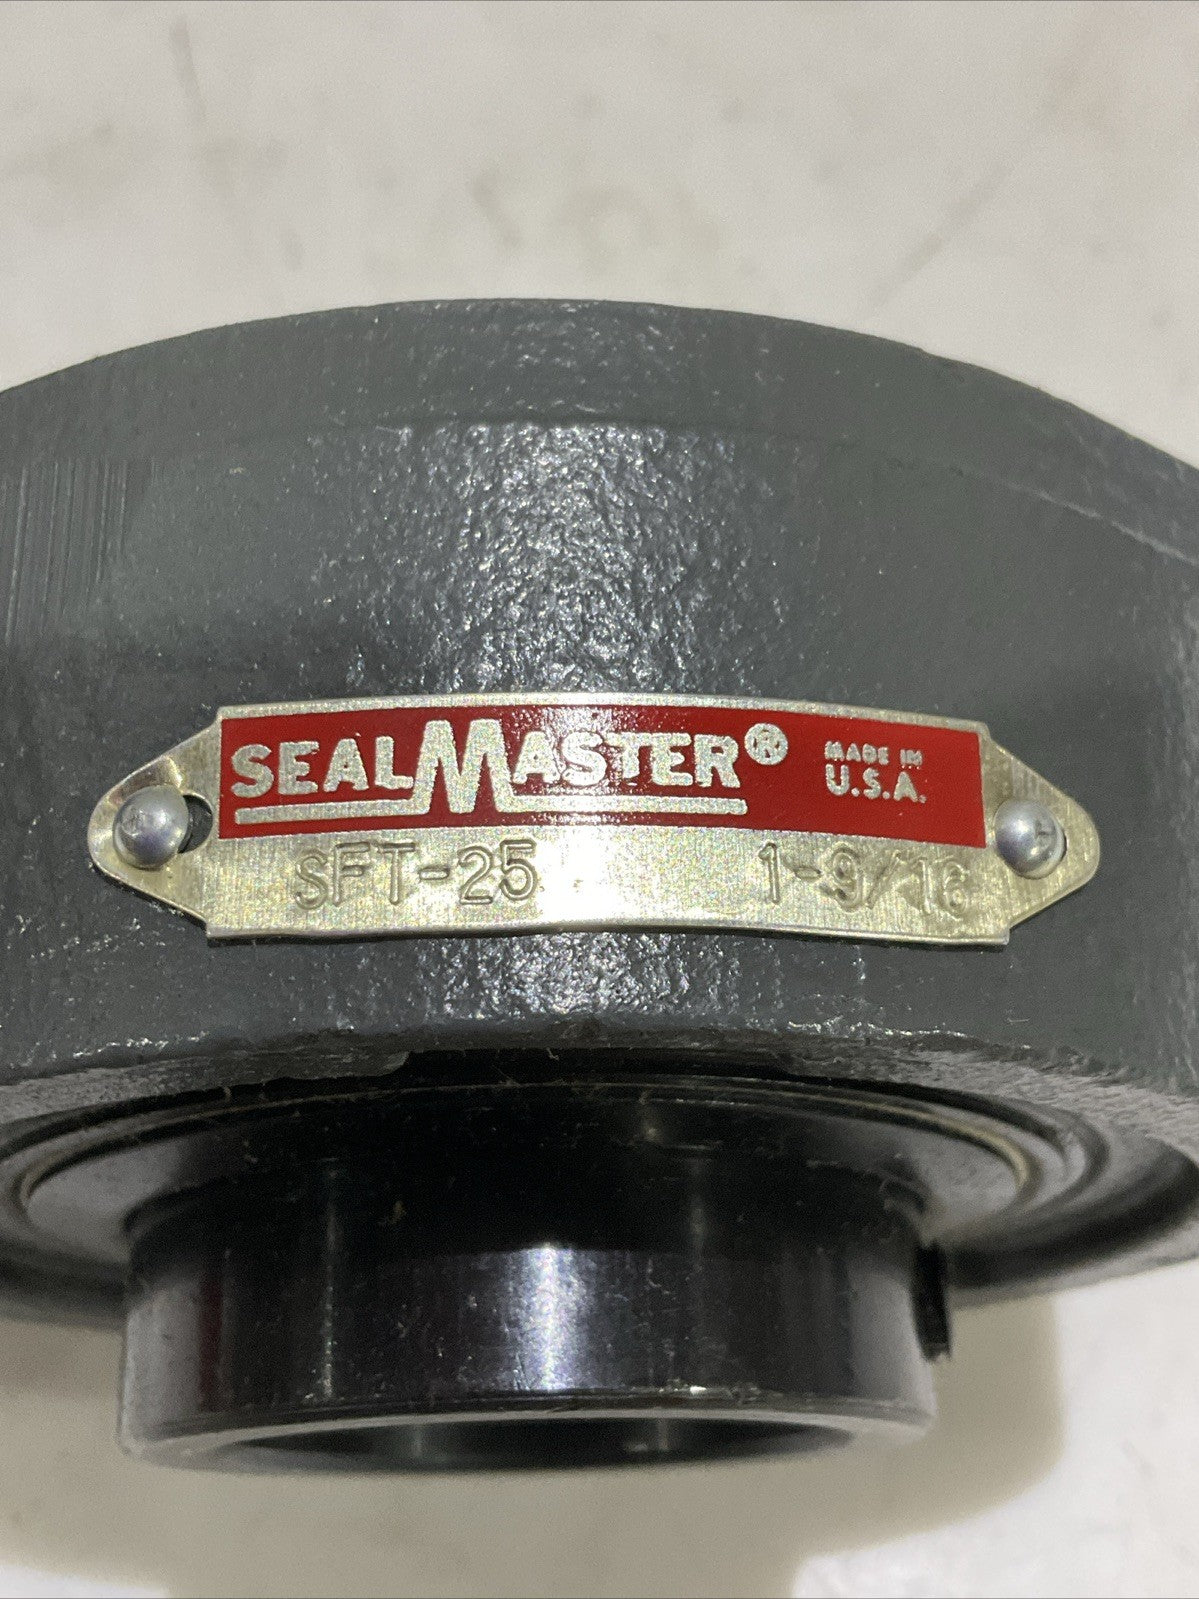 SEALMASTER® MADE IN
U.S.A.
SFT-25 1-9/16